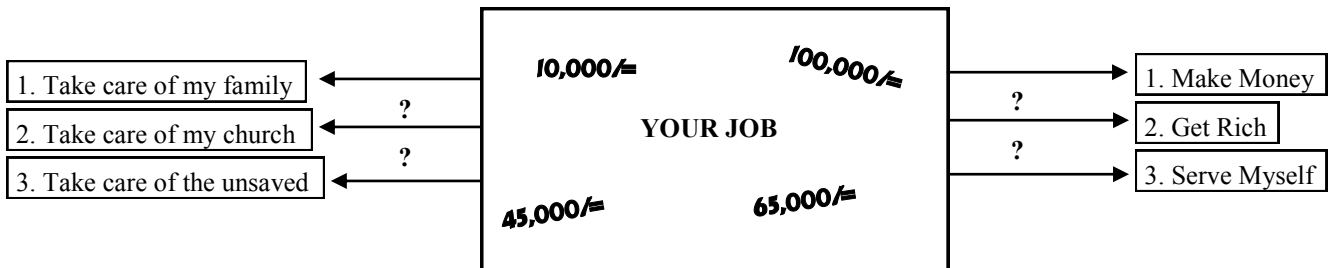 1. Take care of my family
?
2. Take care of my church
?
3. Take care of the unsaved
10,000/=
100,000/=
YOUR JOB
45,000/=
65,000/=
1. Make Money
?
2. Get Rich
?
3. Serve Myself